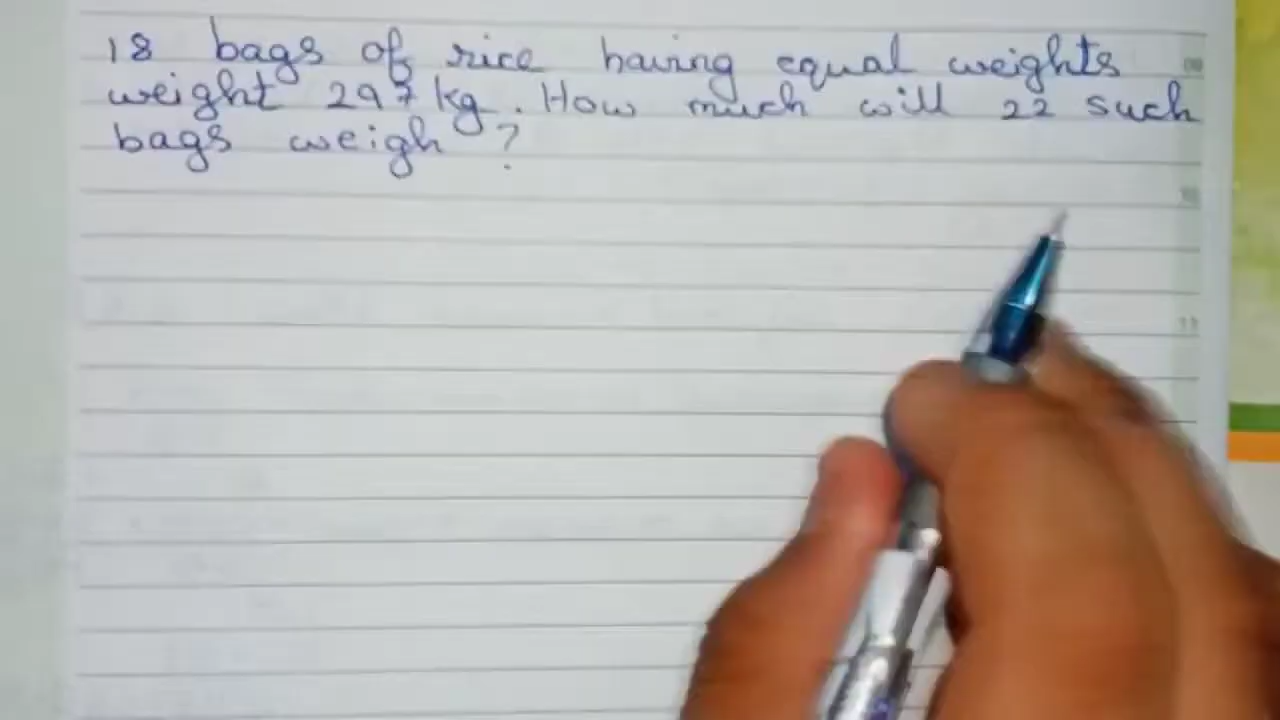 18 bags of rice having equal weights
weight 297 kg. How much will 22 such
bags weigh ?